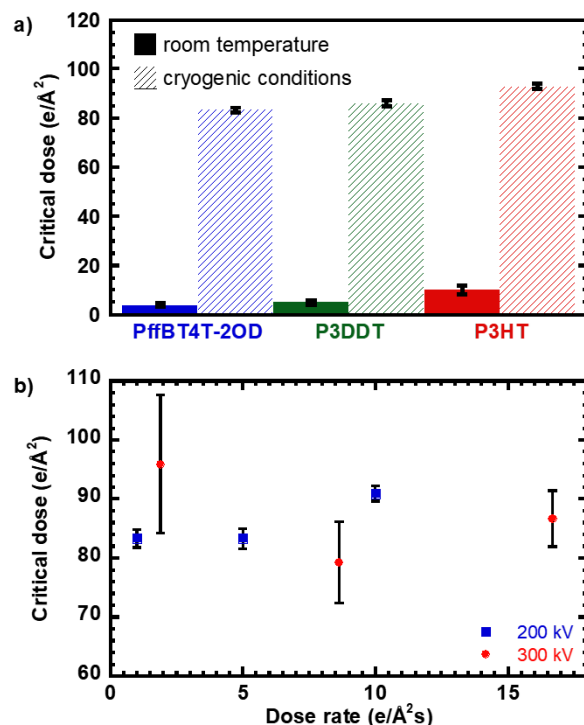 a)
120
100
80
60
40
20
0
Critical dose (e/Å²)
room temperature
cryogenic conditions
PffBT4T-2OD P3DDT P3HT
b)
110
100
90
80
70
60
Critical dose (e/Å²)
200 kV
300 kV
0 5 10 15
Dose rate (e/Å²s)